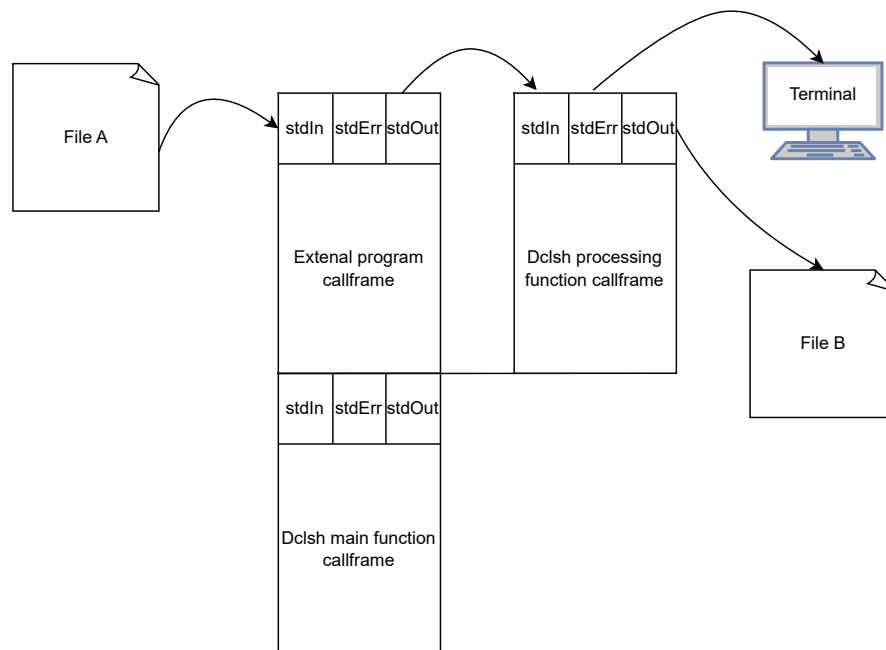 File A
stdIn
stdErr
stdOut
Extenal program
callframe
stdIn
stdErr
stdOut
Dclsh processing
function callframe
Terminal
File B
stdIn
stdErr
stdOut
Dclsh main function
callframe